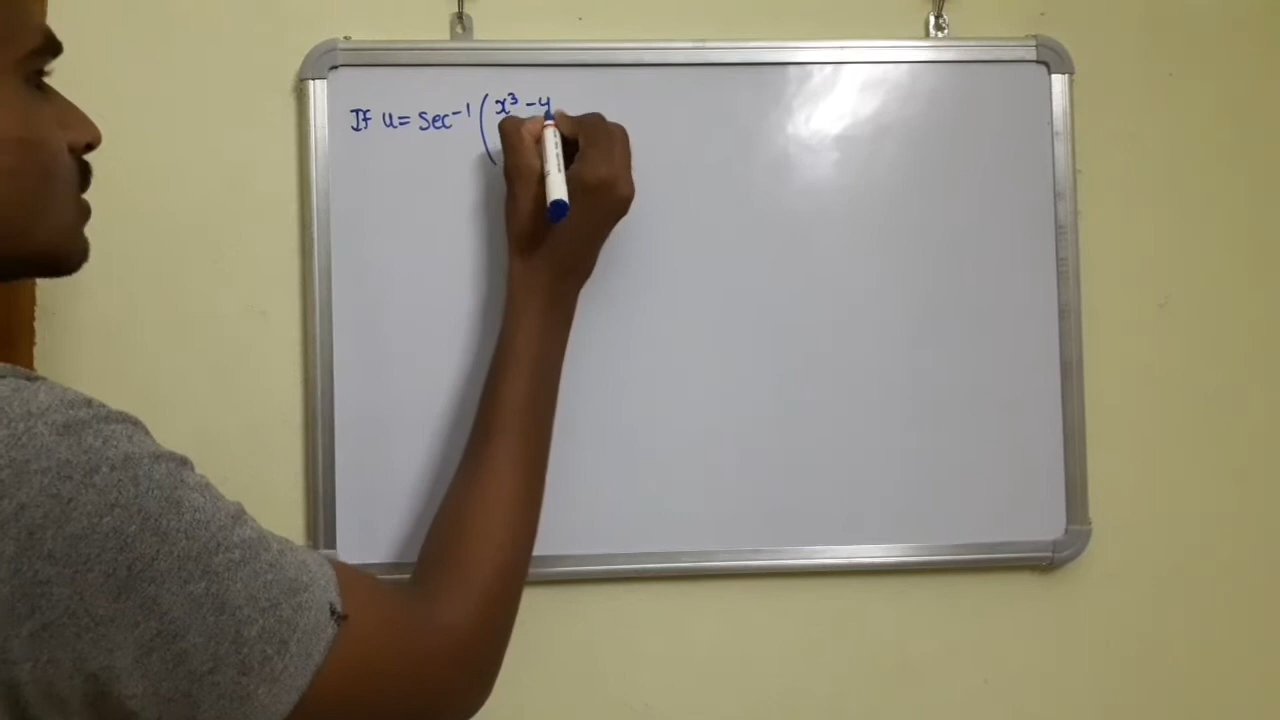 If u = Sec⁻¹ ( x³ - y